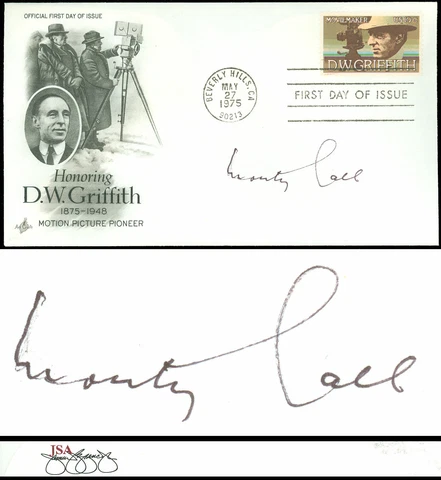 OFFICIAL FIRST DAY OF ISSUE
MOVIEMAKER
D.W. GRIFFITH
BEVERLY HILLS, CA
MAY
27
1975
90213
FIRST DAY OF ISSUE
Honoring
D.W. Griffith
1875-1948
MOTION PICTURE PIONEER
Monty Hall
Monty Hall
JSA